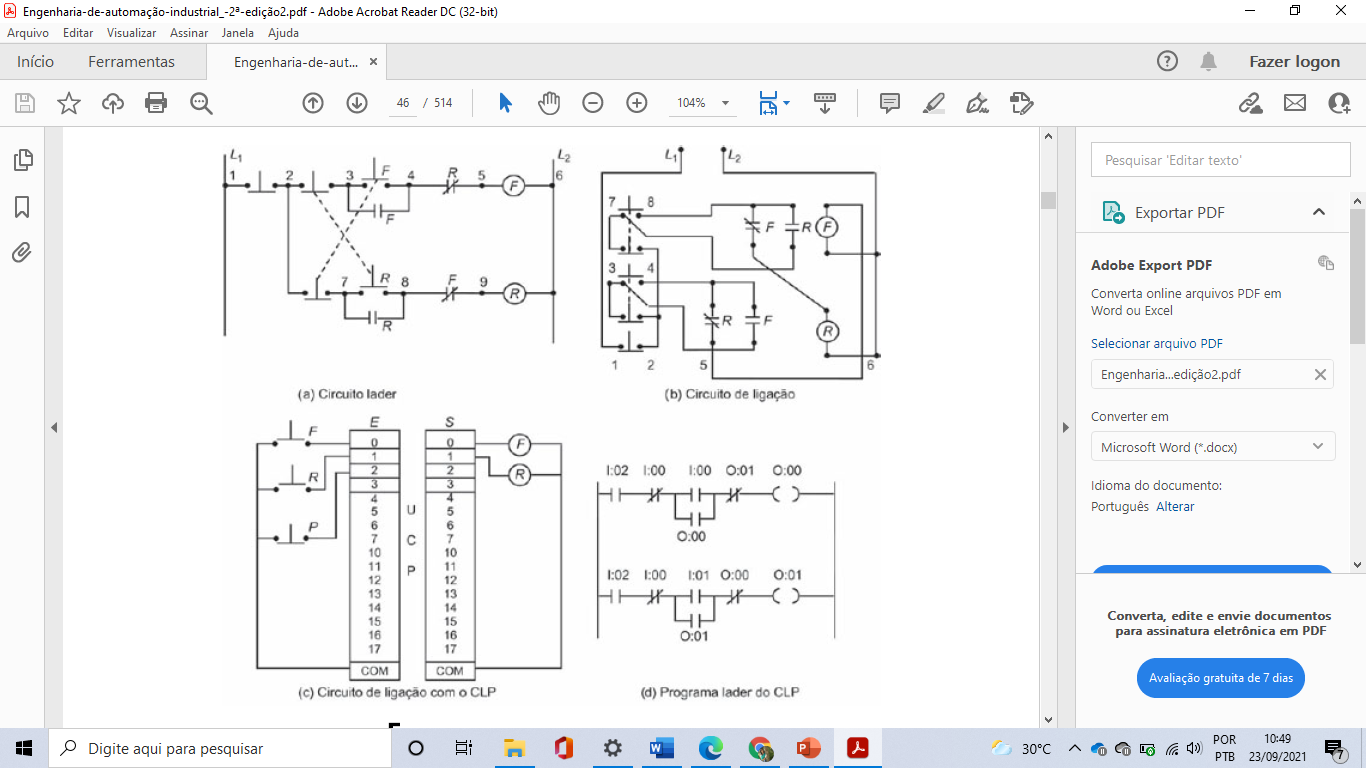 Engenharia-de-automação-industrial_-2ª-edição2.pdf - Adobe Acrobat Reader DC (32-bit)
Arquivo Editar Visualizar Assinar Janela Ajuda
Início Ferramentas Engenharia-de-aut... × Fazer logon
46 / 514 104%
L1 L2
1 2 3 F 4 R 5 F 6
F
7 R 8 F 9 R
R
(a) Circuito lader
L1 L2
7 8 F R F
3 4 R F R
1 2 5 6
(b) Circuito de ligação
E S
F 0 0 F
R 1 1 R
2 2
3 3
P
4 4
5 U 5
6 6
7 C 7
10 10
11 P 11
12 12
13 13
14 14
15 15
16 16
17 17
COM COM
(c) Circuito de ligação com o CLP
I:02 I:00 I:00 O:01 O:00
O:00
I:02 I:00 I:01 O:00 O:01
O:01
(d) Programa lader do CLP
Pesquisar 'Editar texto'
Exportar PDF
Adobe Export PDF
Converta online arquivos PDF em
Word ou Excel
Selecionar arquivo PDF
Engenharia...edição2.pdf
Converter em
Microsoft Word (*.docx)
Idioma do documento:
Português Alterar
Converta, edite e envie documentos
para assinatura eletrônica em PDF
Avaliação gratuita de 7 dias
Digite aqui para pesquisar
30°C
POR
PTB
10:49
23/09/2021
7